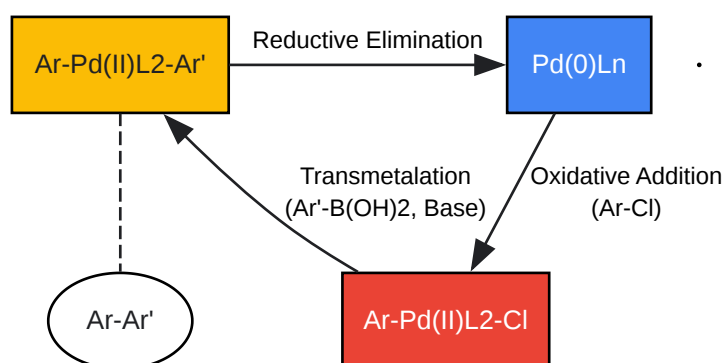 Ar-Pd(II)L2-Ar'
Reductive Elimination
Pd(0)Ln
Transmetalation
(Ar'-B(OH)2, Base)
Oxidative Addition
(Ar-Cl)
Ar-Ar'
Ar-Pd(II)L2-Cl